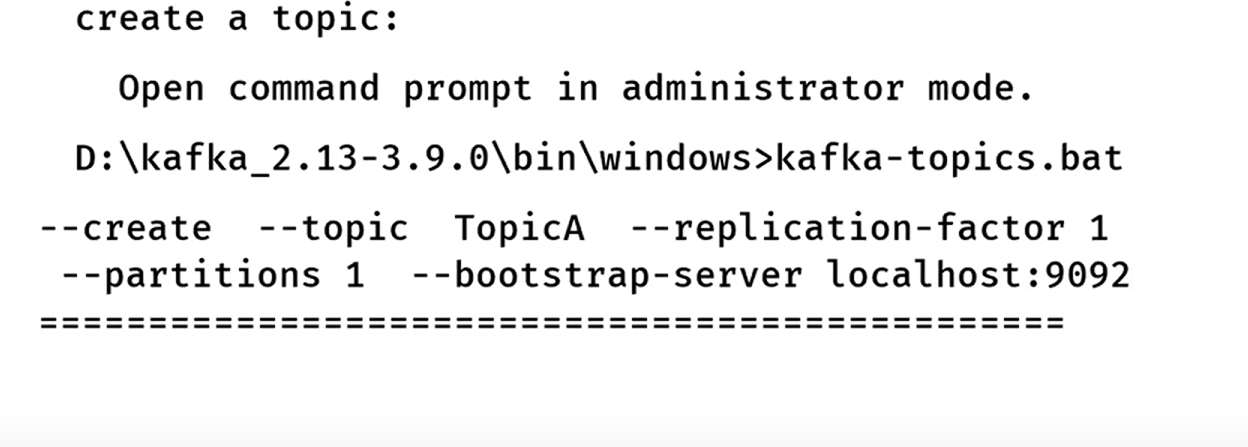 create a topic:
Open command prompt in administrator mode.
D:\kafka_2.13-3.9.0\bin\windows>kafka-topics.bat
--create  --topic  TopicA  --replication-factor 1
--partitions 1  --bootstrap-server localhost:9092
===============================================